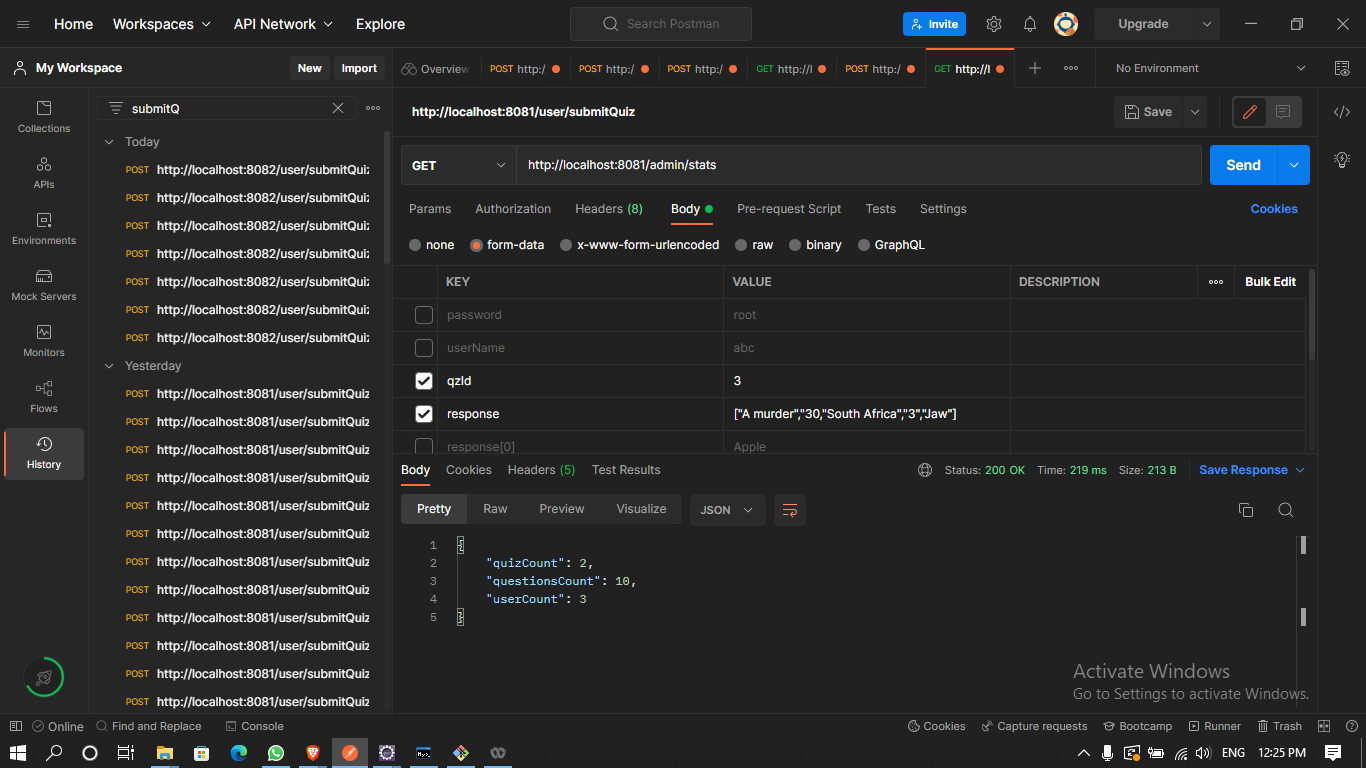 Home Workspaces API Network Explore Search Postman Invite Upgrade
My Workspace New Import Overview POST http:/ POST http:/ POST http:/ GET http://l POST http:/ GET http://l No Environment
submitQ
http://localhost:8081/user/submitQuiz Save
Collections
APIs
Environments
Mock Servers
Monitors
Flows
History
Today
POST http://localhost:8082/user/submitQuiz
POST http://localhost:8082/user/submitQuiz
POST http://localhost:8082/user/submitQuiz
POST http://localhost:8082/user/submitQuiz
POST http://localhost:8082/user/submitQuiz
POST http://localhost:8082/user/submitQuiz
POST http://localhost:8082/user/submitQuiz
Yesterday
POST http://localhost:8081/user/submitQuiz
POST http://localhost:8081/user/submitQuiz
POST http://localhost:8081/user/submitQuiz
POST http://localhost:8081/user/submitQuiz
POST http://localhost:8081/user/submitQuiz
POST http://localhost:8081/user/submitQuiz
POST http://localhost:8081/user/submitQuiz
POST http://localhost:8081/user/submitQuiz
POST http://localhost:8081/user/submitQuiz
POST http://localhost:8081/user/submitQuiz
POST http://localhost:8081/user/submitQuiz
POST http://localhost:8081/user/submitQuiz
GET http://localhost:8081/admin/stats Send
Params Authorization Headers (8) Body Pre-request Script Tests Settings Cookies
none form-data x-www-form-urlencoded raw binary GraphQL
KEY VALUE DESCRIPTION Bulk Edit
password root
userName abc
qzId 3
response ["A murder","30,"South Africa","3","Jaw"]
response[0] Apple
Body Cookies Headers (5) Test Results Status: 200 OK Time: 219 ms Size: 213 B Save Response
Pretty Raw Preview Visualize JSON
1 {
2 "quizCount": 2,
3 "questionsCount": 10,
4 "userCount": 3
5 }
Activate Windows
Go to Settings to activate Windows.
Online Find and Replace Console Cookies Capture requests Bootcamp Runner Trash
ENG 12:25 PM